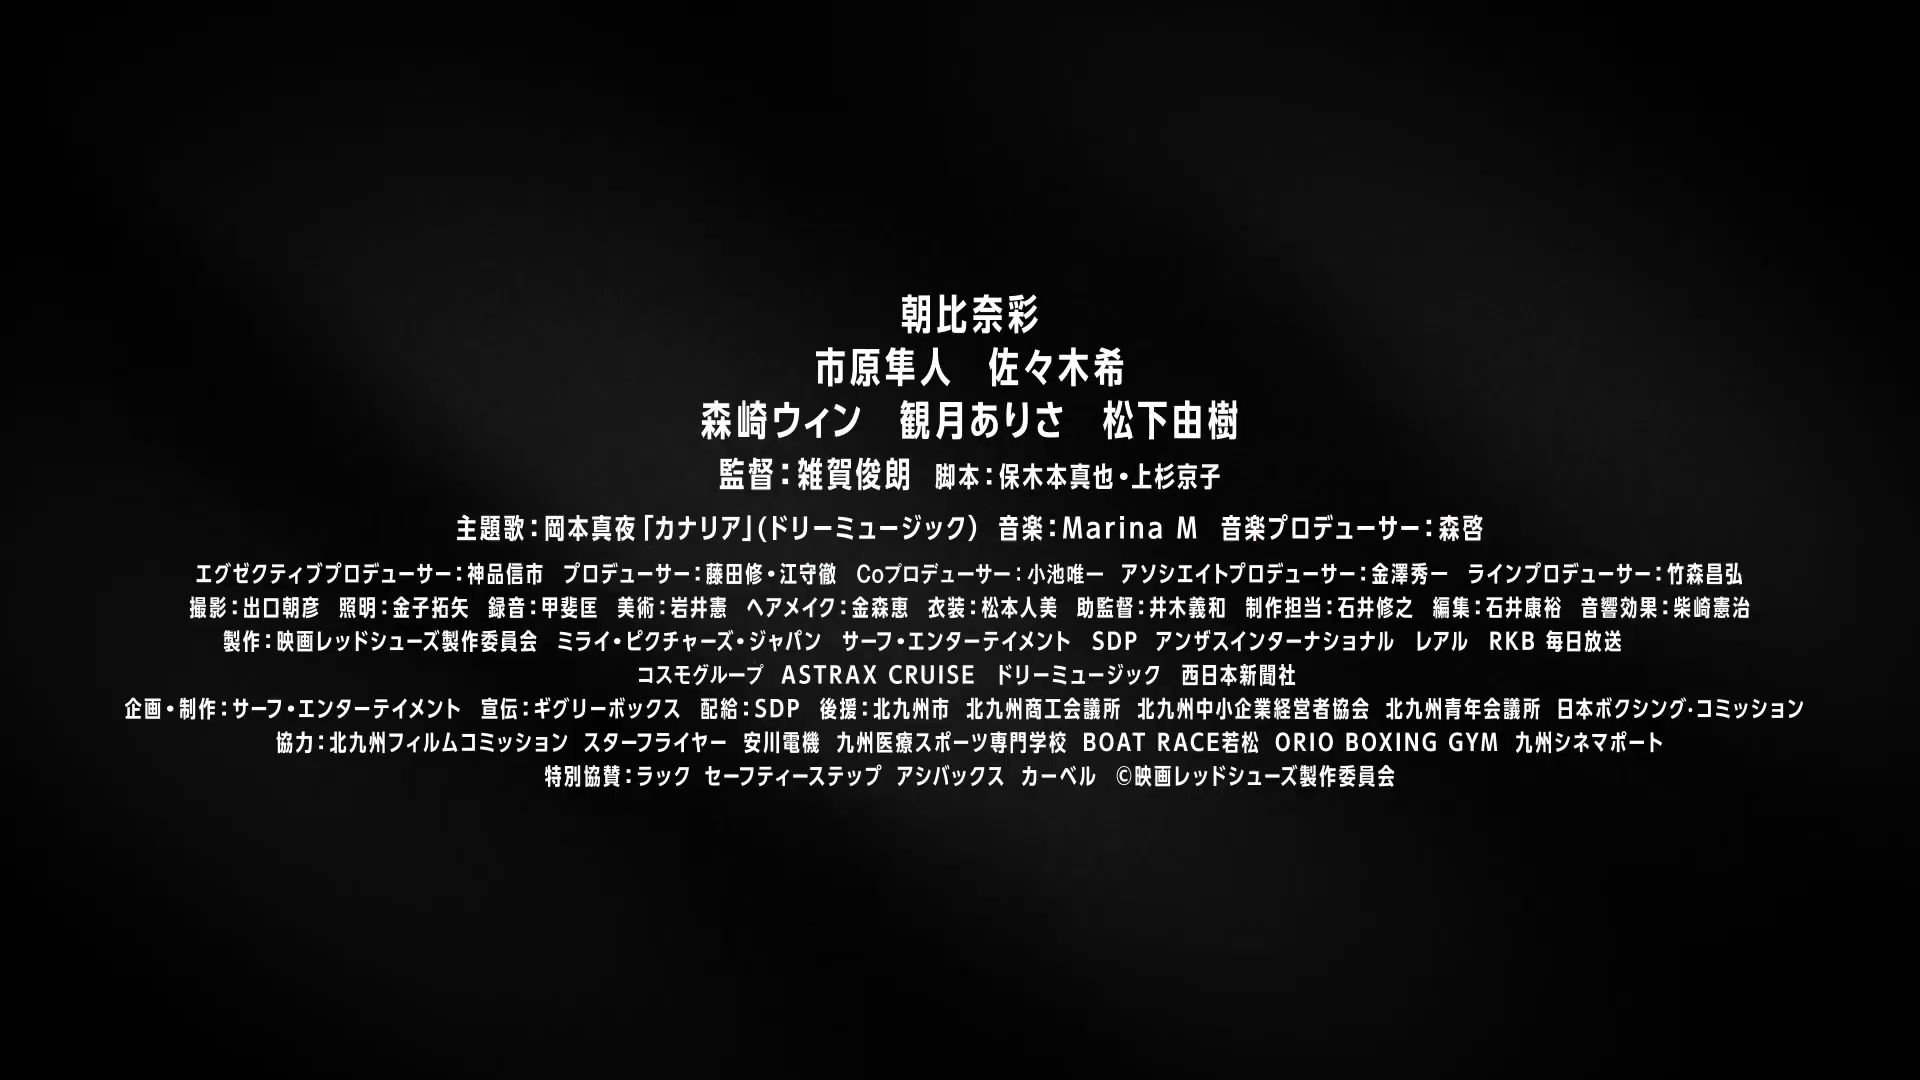 朝比奈彩
市原隼人　佐々木希
森崎ウィン　観月ありさ　松下由樹
監督：雑賀俊朗　脚本：保木本真也・上杉京子
主題歌：岡本真夜「カナリア」(ドリーミュージック）　音楽：Marina M　音楽プロデューサー：森啓
エグゼクティブプロデューサー：神品信市　プロデューサー：藤田修・江守徹　Coプロデューサー：小池唯一　アソシエイトプロデューサー：金澤秀一　ラインプロデューサー：竹森昌弘
撮影：出口朝彦　照明：金子拓矢　録音：甲斐匡　美術：岩井憲　ヘアメイク：金森恵　衣装：松本人美　助監督：井木義和　制作担当：石井修之　編集：石井康裕　音響効果：柴崎憲治
製作：映画レッドシューズ製作委員会　ミライ・ピクチャーズ・ジャパン　サーフ・エンターテイメント　SDP　アンザスインターナショナル　レアル　RKB 毎日放送
コスモグループ　ASTRAX CRUISE　ドリーミュージック　西日本新聞社
企画・制作：サーフ・エンターテイメント　宣伝：ギグリーボックス　配給：SDP　後援：北九州市　北九州商工会議所　北九州中小企業経営者協会　北九州青年会議所　日本ボクシング・コミッション
協力：北九州フィルムコミッション　スターフライヤー　安川電機　九州医療スポーツ専門学校　BOAT RACE若松　ORIO BOXING GYM　九州シネマポート
特別協賛：ラック　セーフティーステップ　アシバックス　カーベル　©映画レッドシューズ製作委員会